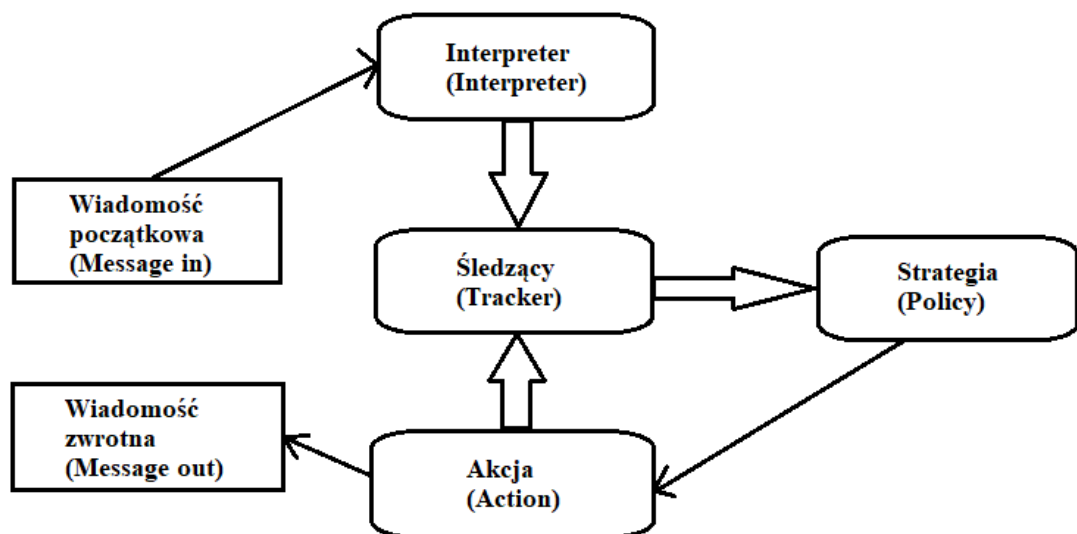 Interpreter
(Interpreter)
Wiadomość
początkowa
(Message in)
Śledzący
(Tracker)
Strategia
(Policy)
Wiadomość
zwrotna
(Message out)
Akcja
(Action)